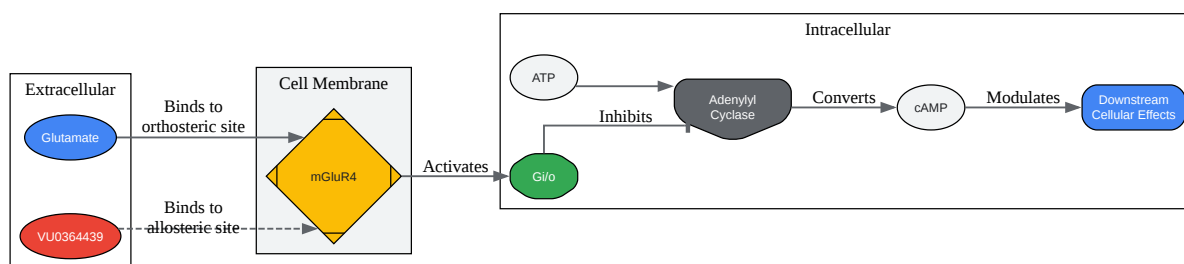 Extracellular
Glutamate
VU0364439
Binds to
orthosteric site
Binds to
allosteric site
Cell Membrane
mGluR4
Activates
Intracellular
ATP
Inhibits
Gi/o
Adenylyl
Cyclase
Converts
cAMP
Modulates
Downstream
Cellular Effects